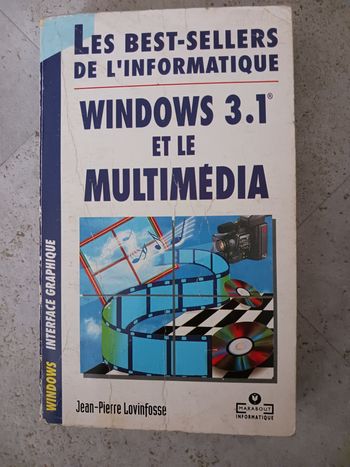 LES BEST-SELLERS
DE L'INFORMATIQUE
WINDOWS 3.1®
ET LE
MULTIMÉDIA
WINDOWS INTERFACE GRAPHIQUE
Jean-Pierre Lovinfosse
MARABOUT
INFORMATIQUE